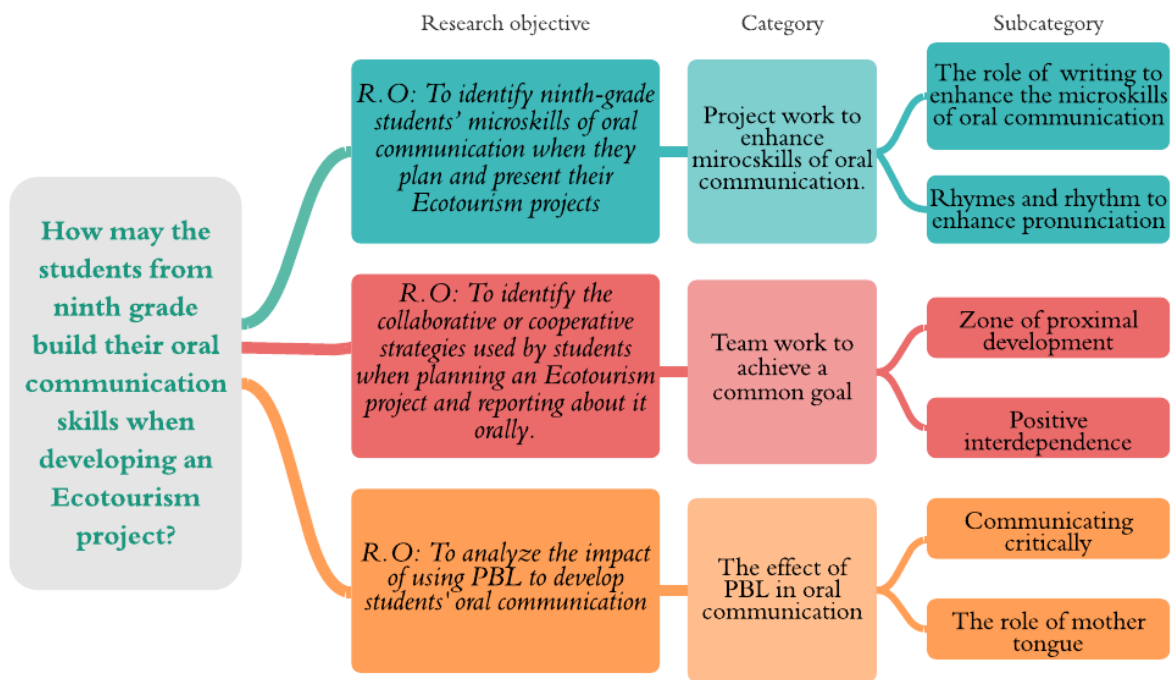 Research objective
Category
Subcategory
How may the
students from
ninth grade
build their oral
communication
skills when
developing an
Ecotourism
project?
R.O: To identify ninth-grade
students’ microskills of oral
communication when they
plan and present their
Ecotourism projects
Project work to
enhance
mirocskills of oral
communication.
The role of writing to
enhance the microskills
of oral communication
Rhymes and rhythm to
enhance pronunciation
R.O: To identify the
collaborative or cooperative
strategies used by students
when planning an Ecotourism
project and reporting about it
orally.
Team work to
achieve a
common goal
Zone of proximal
development
Positive
interdependence
R.O: To analyze the impact
of using PBL to develop
students' oral communication
The effect of
PBL in oral
communication
Communicating
critically
The role of mother
tongue